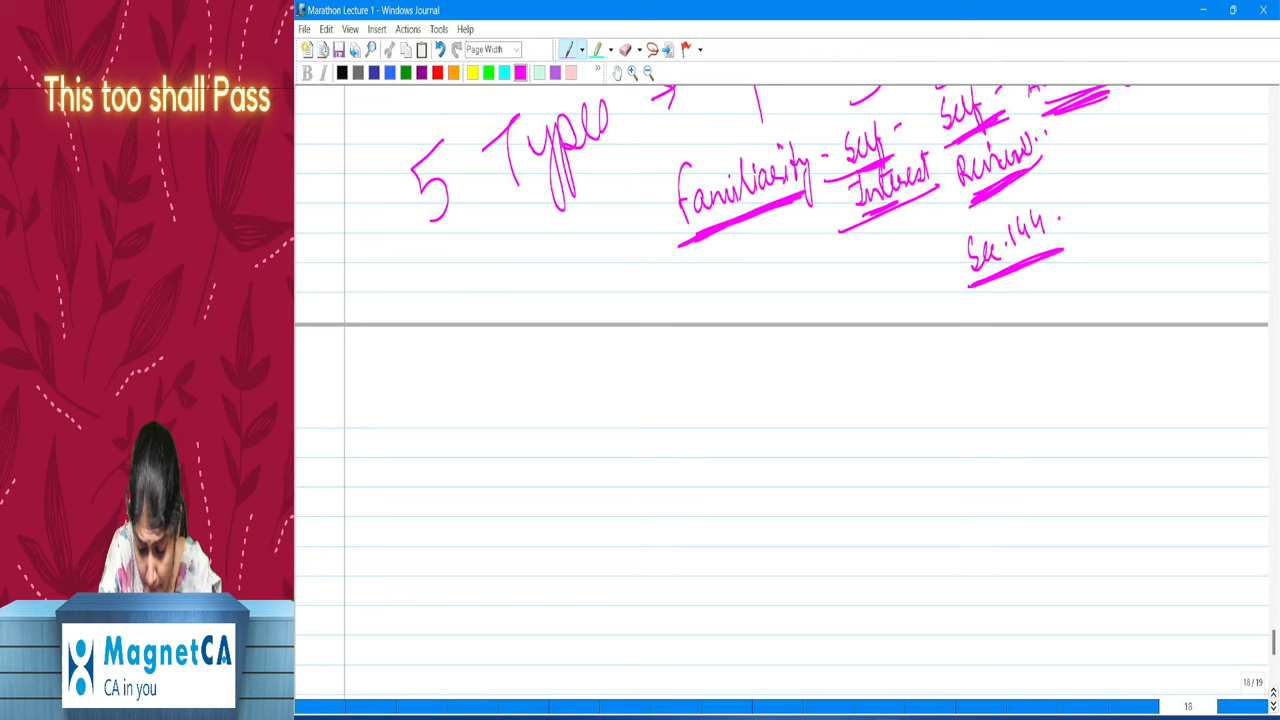 Marathon Lecture 1 - Windows Journal
File Edit View Insert Actions Tools Help
Page Width
B I
This too shall Pass
5 Types →
Familiarity - Self - Interest
Self - Review..
Sec. 144.
18 / 19
18
MagnetCA
CA in you